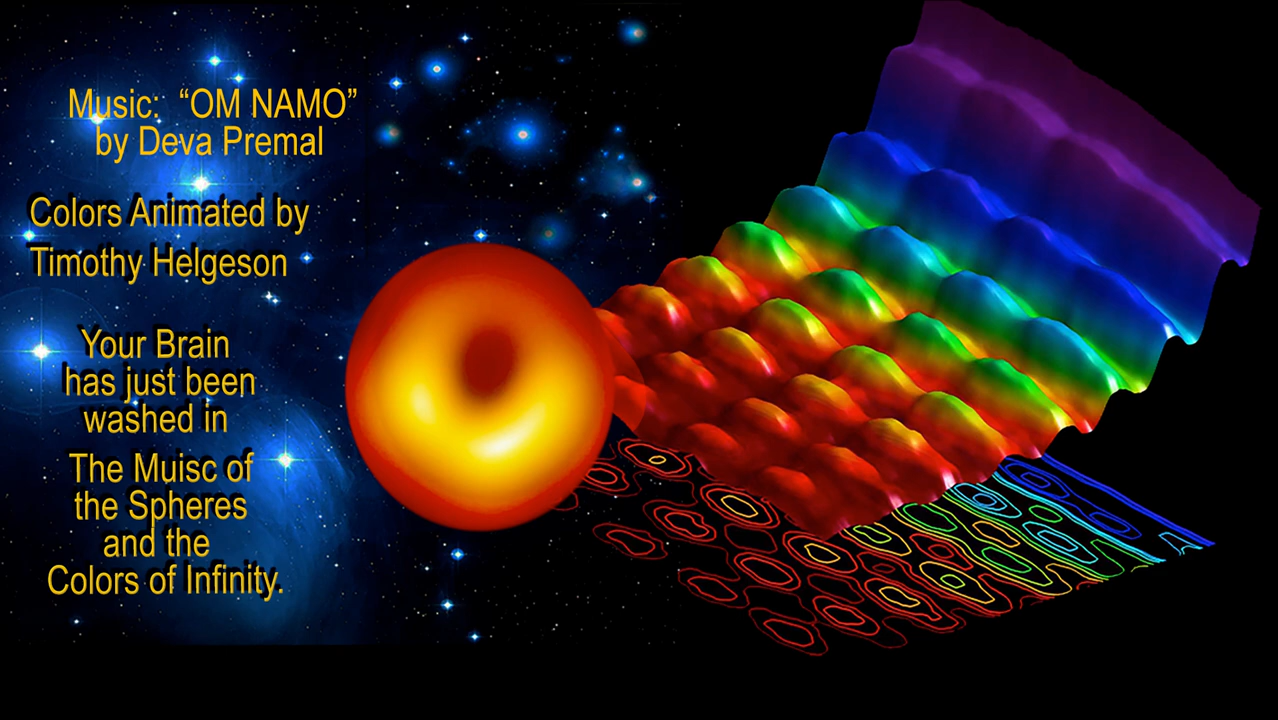 Music: “OM NAMO”
by Deva Premal
Colors Animated by
Timothy Helgeson
Your Brain
has just been
washed in
The Muisc of
the Spheres
and the
Colors of Infinity.